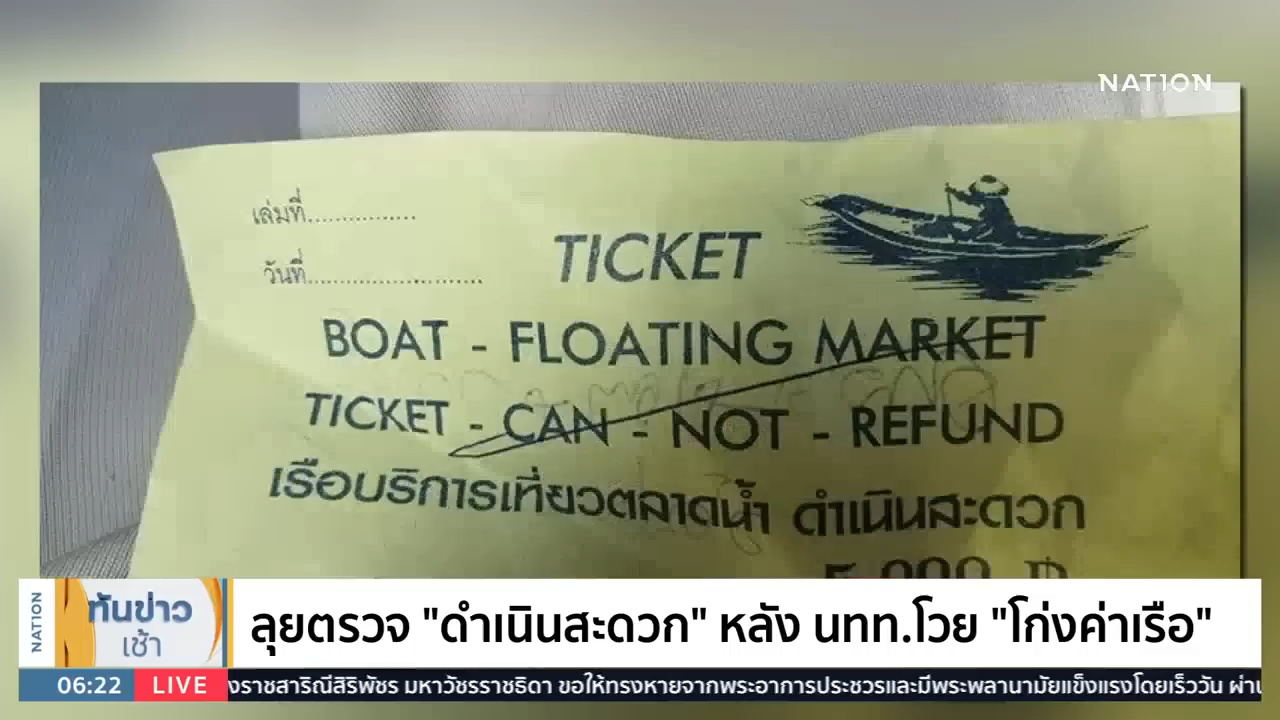 NATION
เล่มที่................
วันที่..........................
TICKET
BOAT - FLOATING MARKET
TICKET - CAN - NOT - REFUND
เรือบริการเที่ยวตลาดน้ำ ดำเนินสะดวก
NATION
ทันข่าว
เช้า
ลุยตรวจ "ดำเนินสะดวก" หลัง นทท.โวย "โก่งค่าเรือ"
06:22 LIVE
งราชสาริณีสิริพัชร มหาวัชรราชธิดา ขอให้ทรงหายจากพระอาการประชวรและมีพระพลานามัยแข็งแรงโดยเร็ววัน ผ่าน